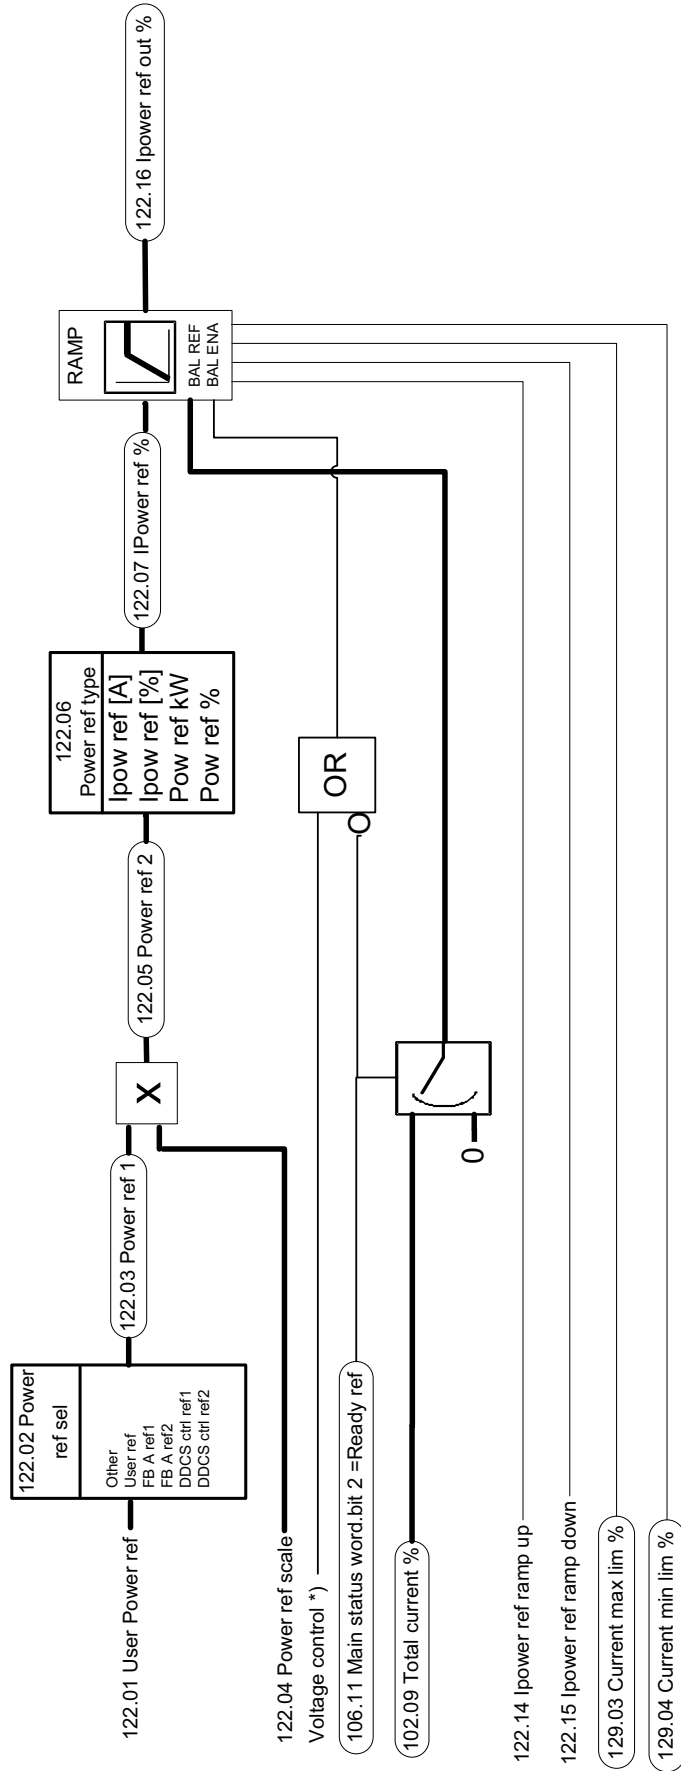 122.01 User Power ref
122.02 Power
ref sel
Other
User ref
FB A ref1
FB A ref2
DDCS ctrl ref1
DDCS ctrl ref2
122.03 Power ref 1
122.04 Power ref scale
X
122.05 Power ref 2
122.06
Power ref type
Ipow ref [A]
Ipow ref [%]
Pow ref kW
Pow ref %
122.07 IPower ref %
RAMP
BAL REF
BAL ENA
122.16 Ipower ref out %
Voltage control *)
106.11 Main status word.bit 2 =Ready ref
OR
102.09 Total current %
0
122.14 Ipower ref ramp up
122.15 Ipower ref ramp down
129.03 Current max lim %
129.04 Current min lim %